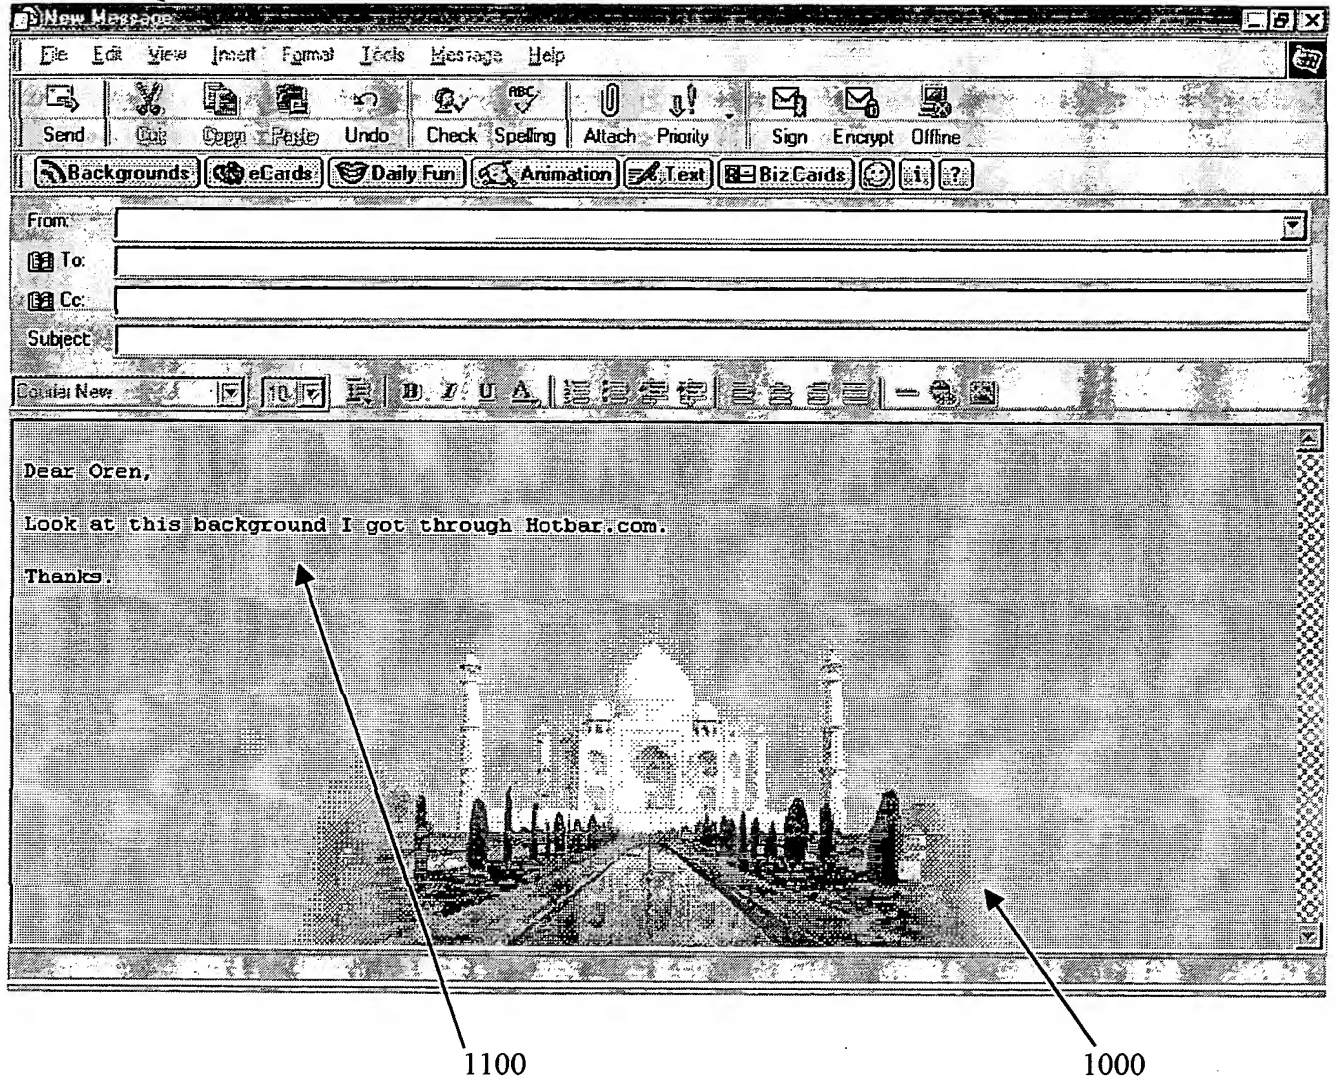 New Message
File Edit View Insert Format Tools Message Help
ABC
Send Cut Copy Paste Undo Check Spelling Attach Priority Sign Encrypt Offline
Backgrounds eCards Daily Fun Animation Text Biz Cards i ?
From:
To:
Cc:
Subject:
Courier New 10 B I U A
Dear Oren,
Look at this background I got through Hotbar.com.
Thanks.
1100 1000